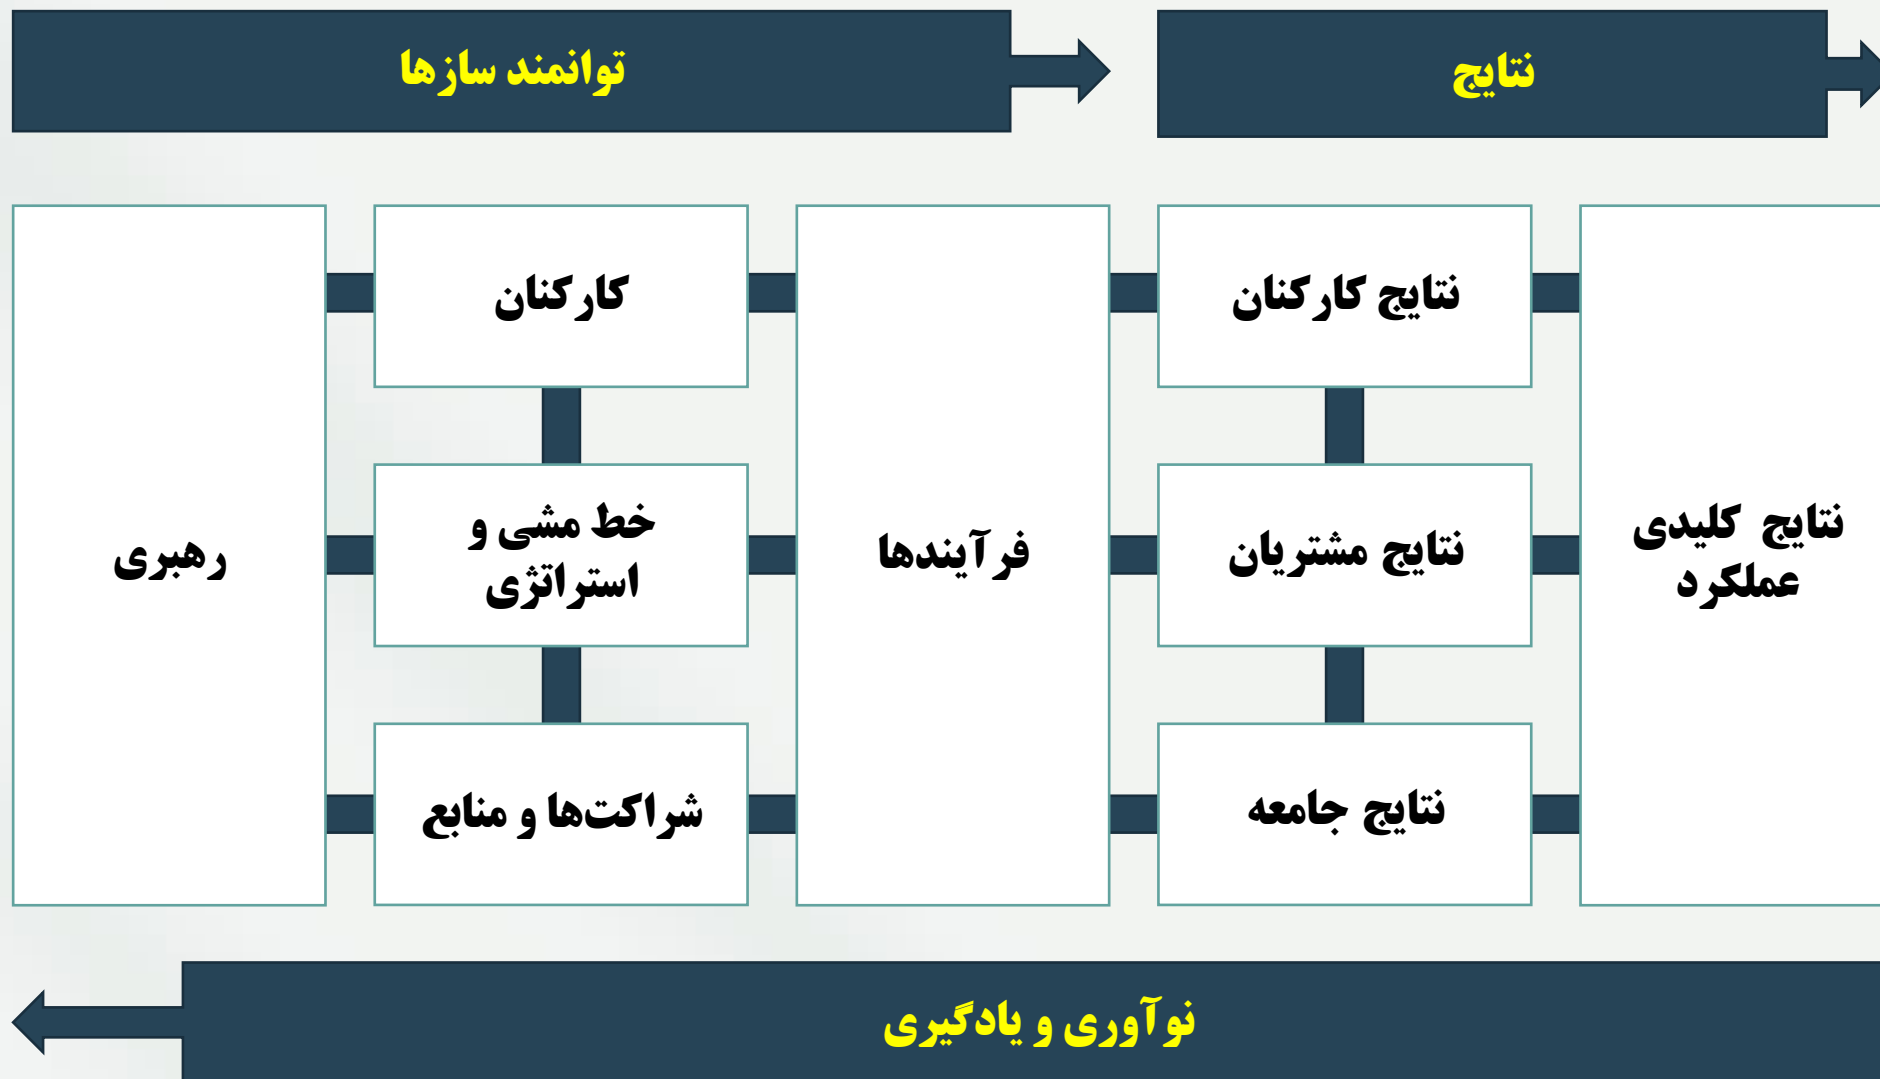 توانمند سازها
نتایج
رهبری
کارکنان
خط مشی و
استراتژی
شراکت‌ها و منابع
فرآیندها
نتایج کارکنان
نتایج مشتریان
نتایج جامعه
نتایج کلیدی
عملکرد
نوآوری و یادگیری